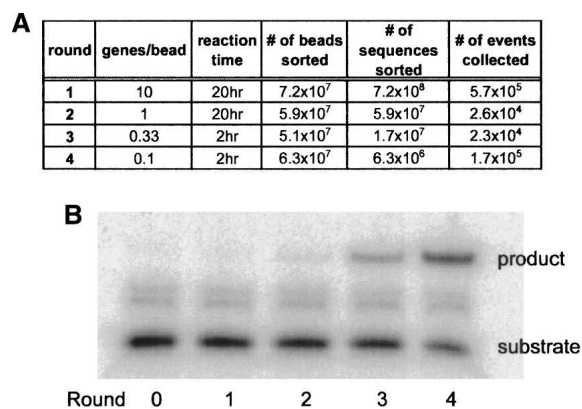 A
round genes/bead reaction time # of beads sorted # of sequences sorted # of events collected
1 10 20hr 7.2x10⁷ 7.2x10⁸ 5.7x10⁵
2 1 20hr 5.9x10⁷ 5.9x10⁷ 2.6x10⁴
3 0.33 2hr 5.1x10⁷ 1.7x10⁷ 2.3x10⁴
4 0.1 2hr 6.3x10⁷ 6.3x10⁶ 1.7x10⁵
B
product
substrate
Round 0 1 2 3 4